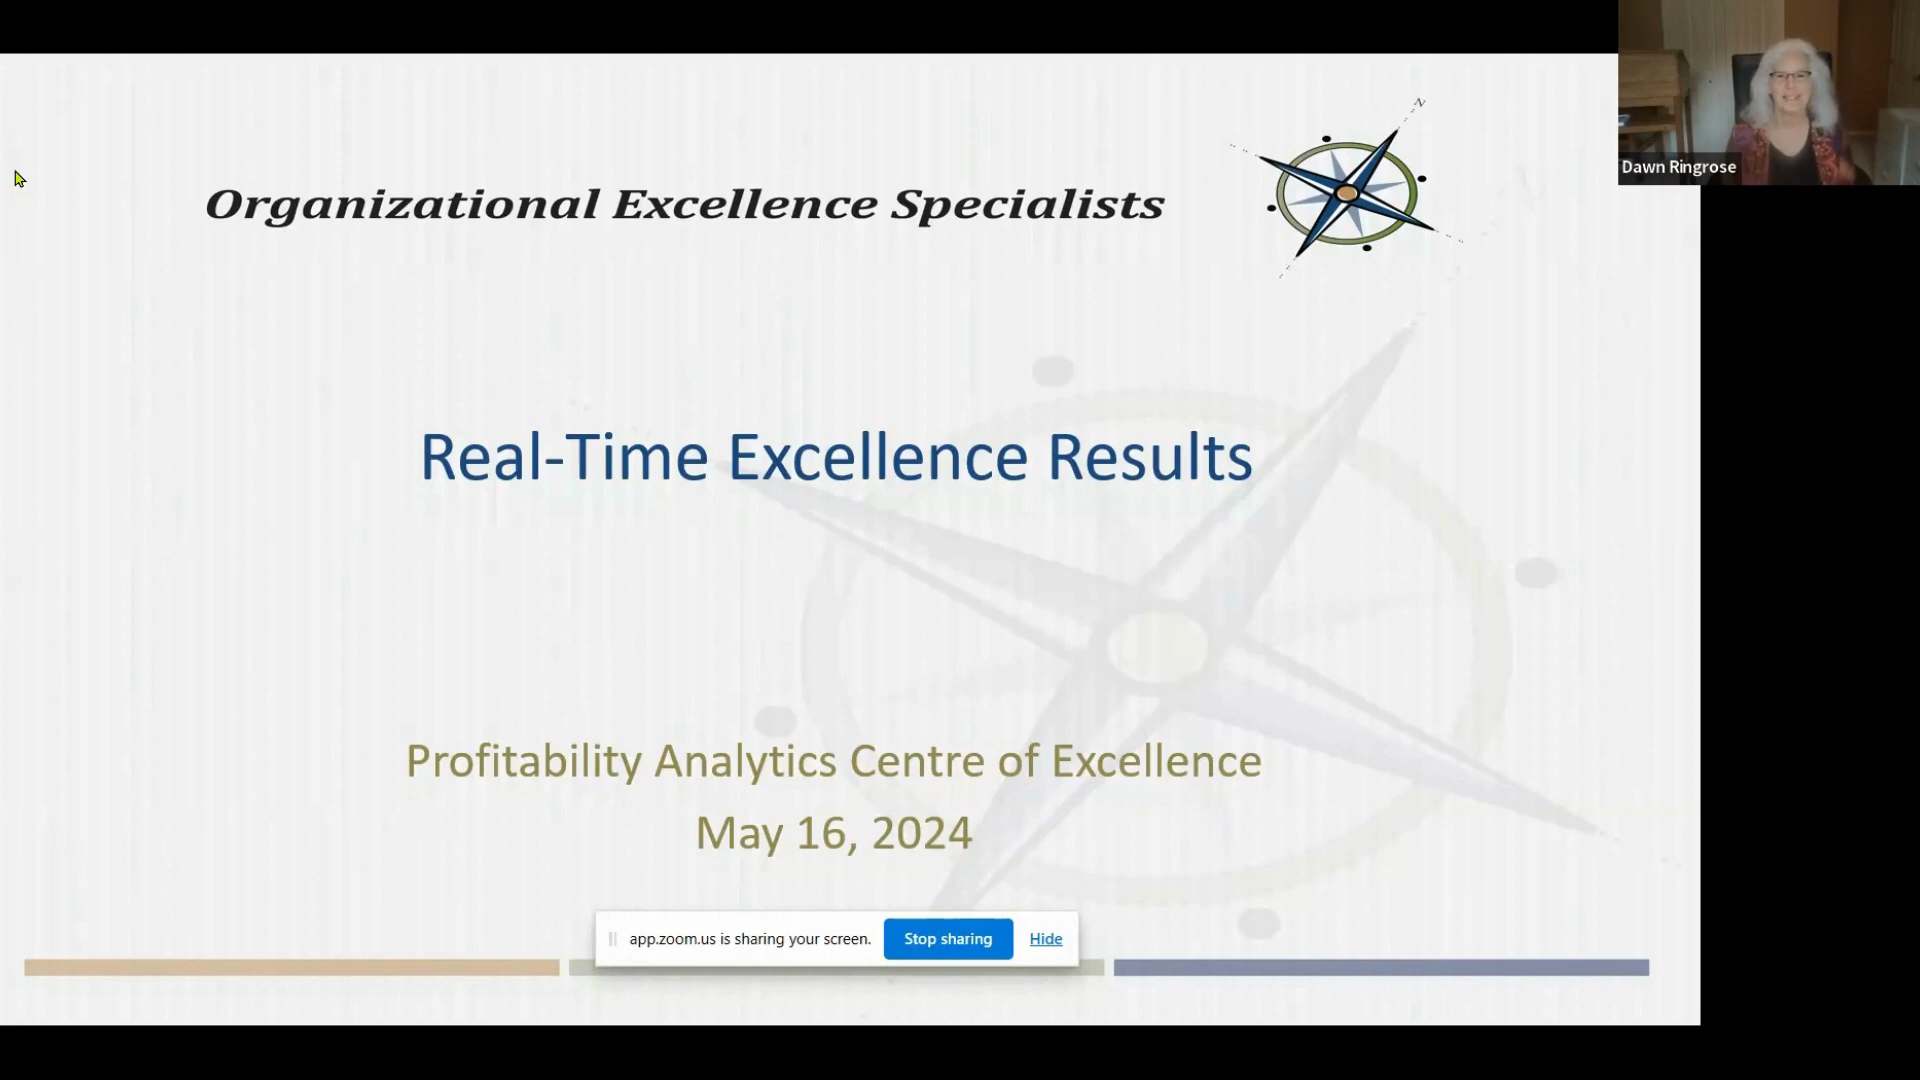 Organizational Excellence Specialists
N
Dawn Ringrose
Real-Time Excellence Results
Profitability Analytics Centre of Excellence
May 16, 2024
app.zoom.us is sharing your screen.
Stop sharing
Hide